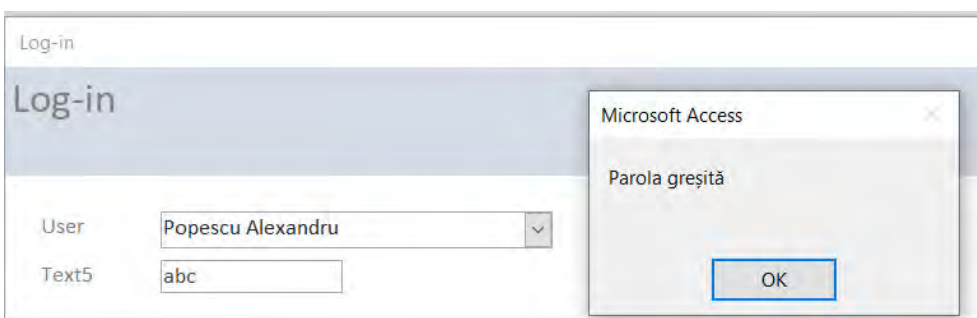 Log-in
Log-in
Microsoft Access
Parola greșită
User
Popescu Alexandru
Text5
abc
OK